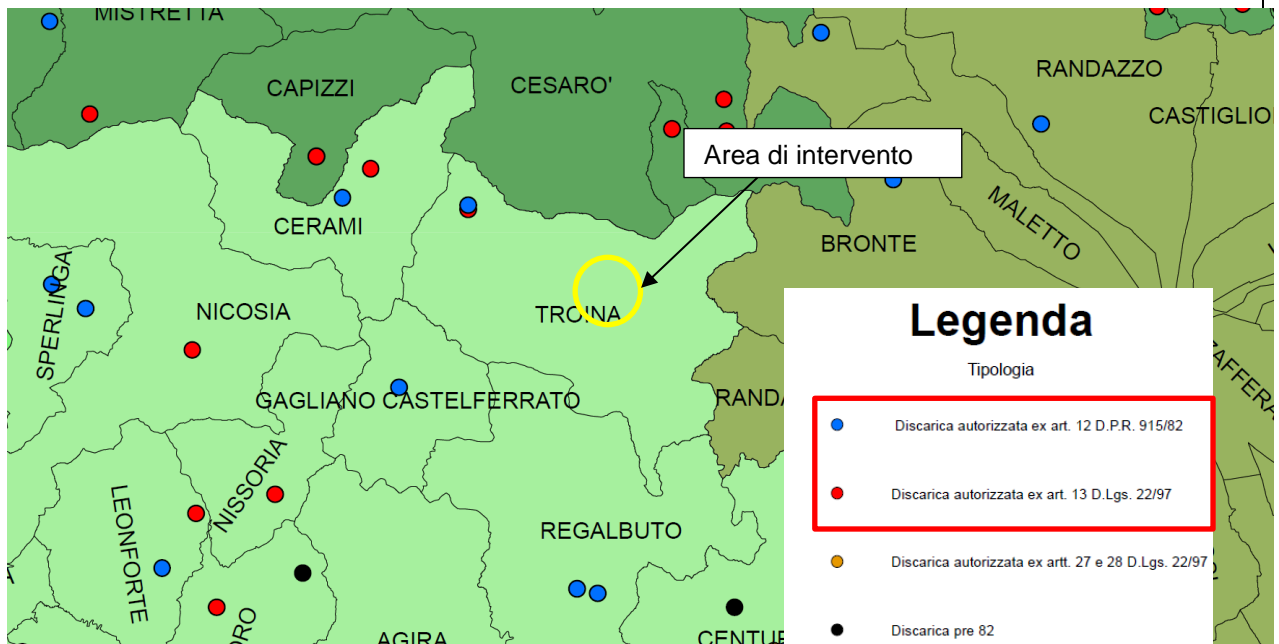 MISTRETTA
CAPIZZI
CESARO'
RANDAZZO
CASTIGLIO
Area di intervento
CERAMI
MALETTO
BRONTE
SPERLINGA
NICOSIA
TROINA
Legenda
Tipologia
ZAFFERA
GAGLIANO CASTELFERRATO
RANDA
Discarica autorizzata ex art. 12 D.P.R. 915/82
NISSORIA
LEONFORTE
Discarica autorizzata ex art. 13 D.Lgs. 22/97
REGALBUTO
Discarica autorizzata ex artt. 27 e 28 D.Lgs. 22/97
ORO
AGIRA
CENTU
Discarica pre 82